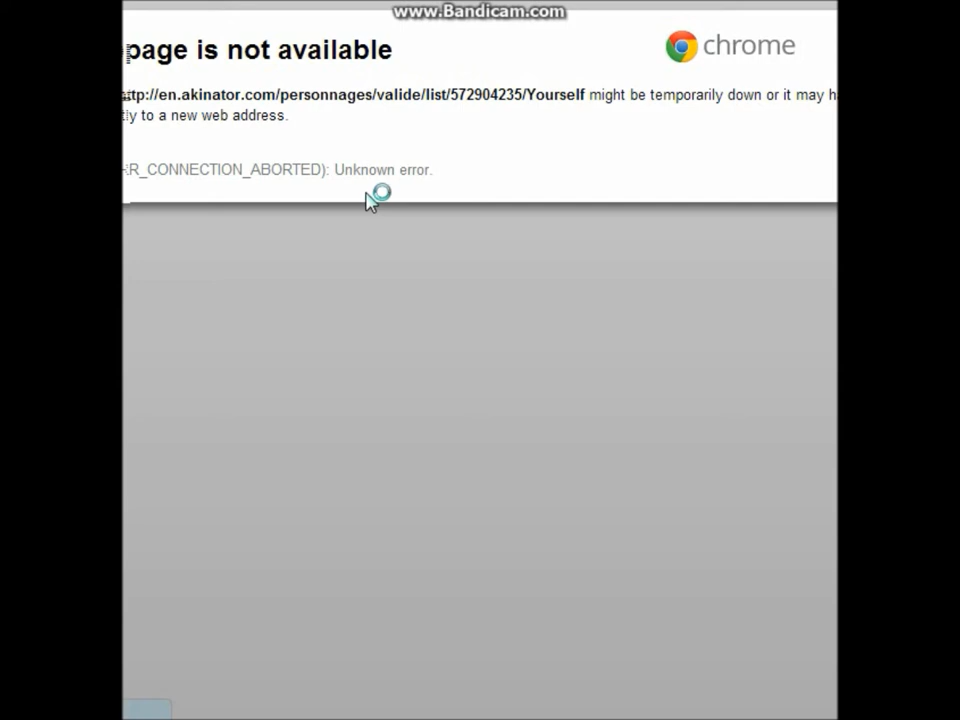 www.Bandicam.com
page is not available
chrome
ttp://en.akinator.com/personnages/valide/list/572904235/Yourself might be temporarily down or it may h
tly to a new web address.
R_CONNECTION_ABORTED): Unknown error.